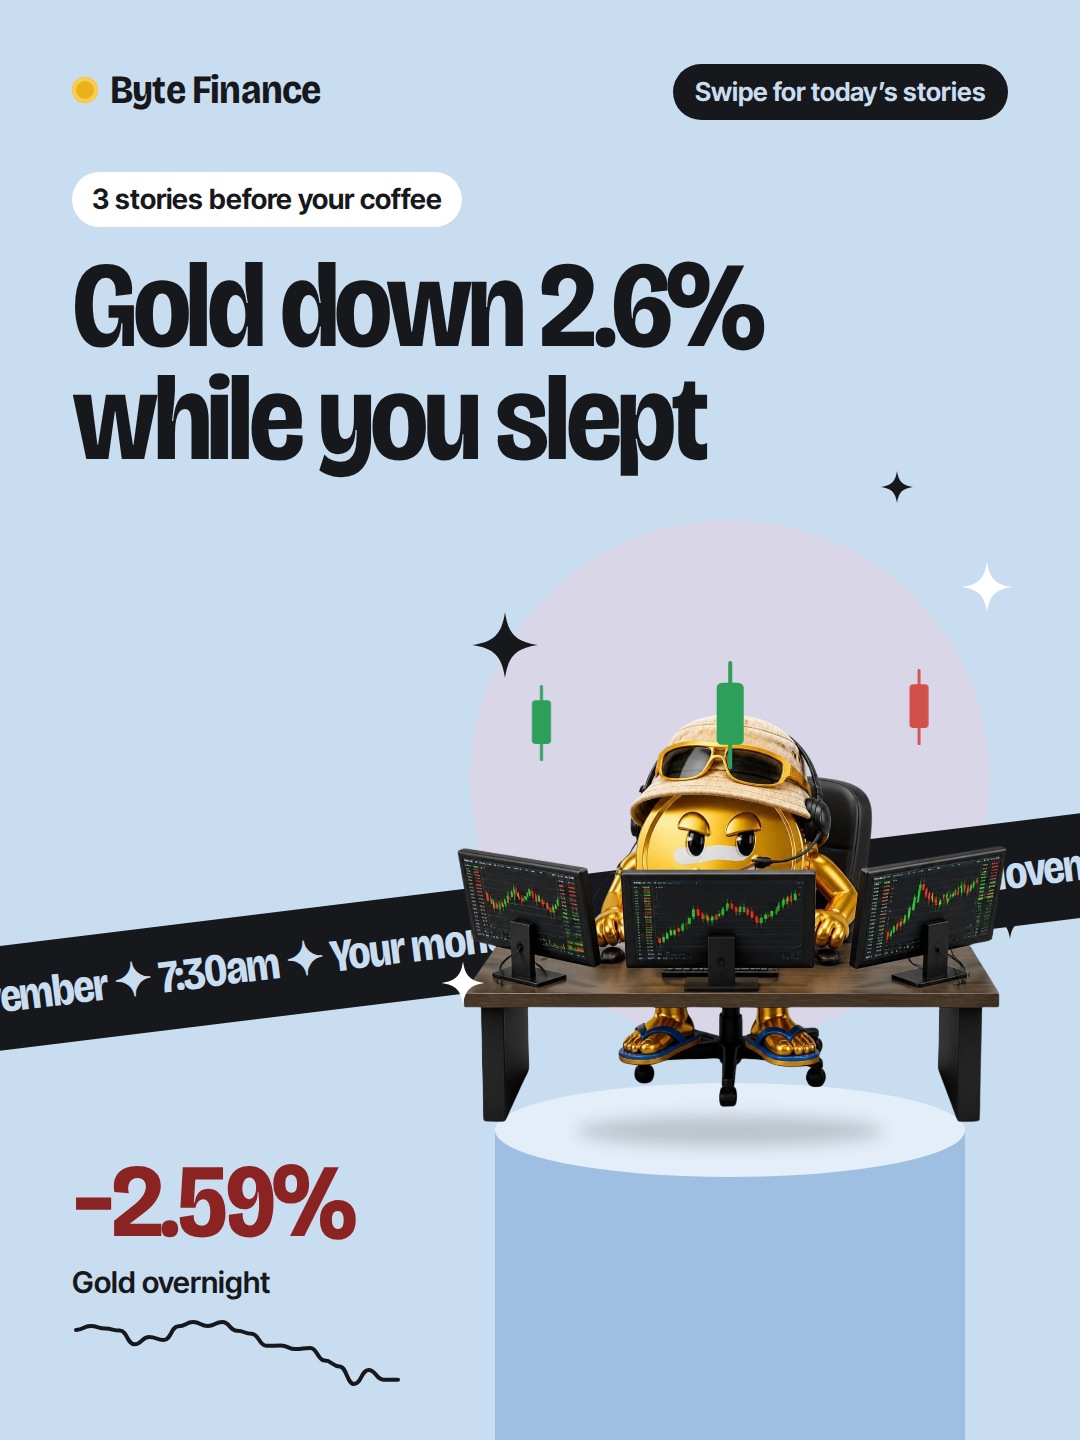 Byte Finance
Swipe for today’s stories
3 stories before your coffee
Gold down 2.6%
while you slept
7:30am ✦ Your
-2.59%
Gold overnight